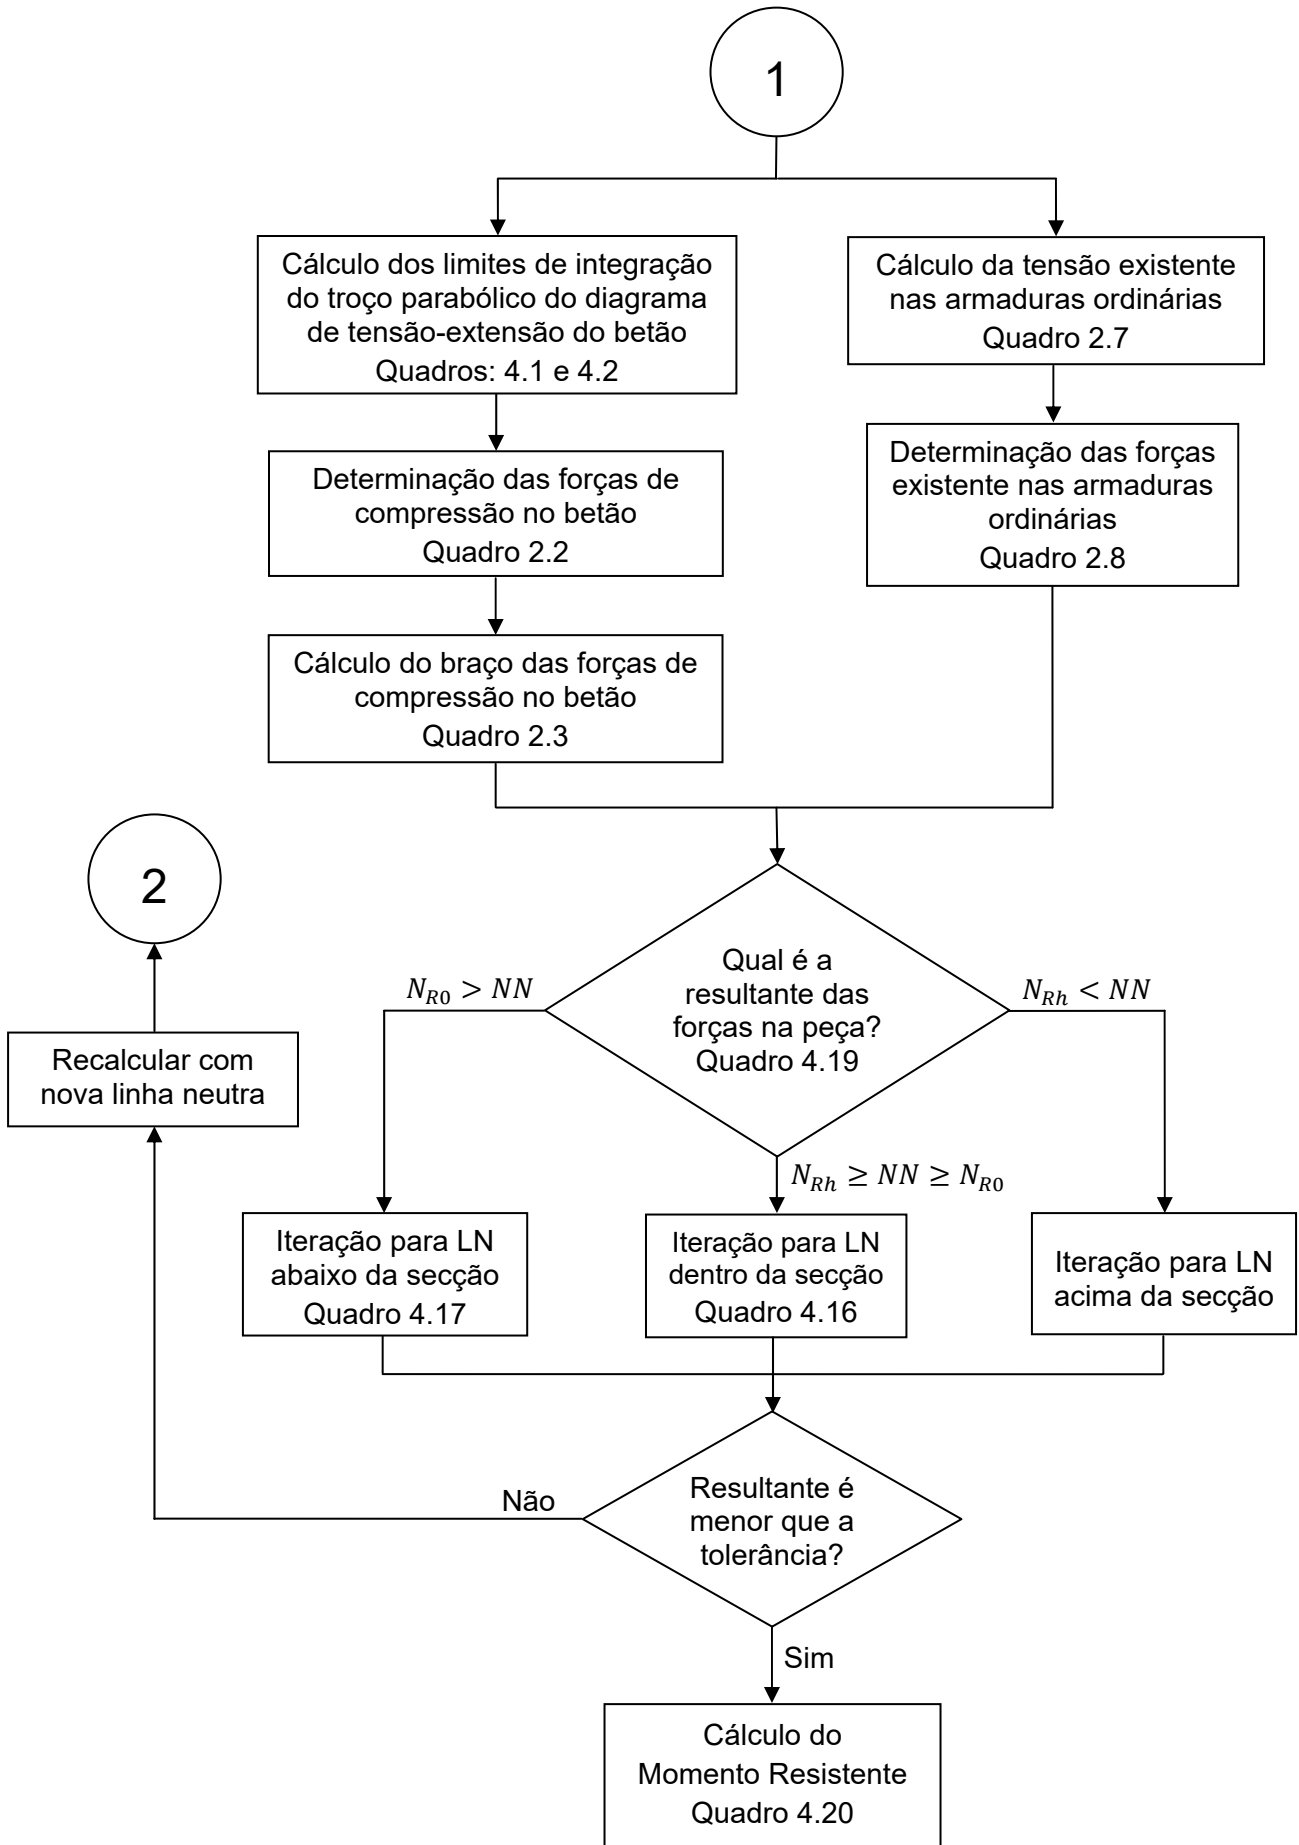 1
Cálculo dos limites de integração
do troço parabólico do diagrama
de tensão-extensão do betão
Quadros: 4.1 e 4.2
Cálculo da tensão existente
nas armaduras ordinárias
Quadro 2.7
Determinação das forças de
compressão no betão
Quadro 2.2
Determinação das forças
existente nas armaduras
ordinárias
Quadro 2.8
Cálculo do braço das forças de
compressão no betão
Quadro 2.3
2
Recalcular com
nova linha neutra
Qual é a
resultante das
forças na peça?
Quadro 4.19
N_{R0} > NN
N_{Rh} < NN
N_{Rh} ≥ NN ≥ N_{R0}
Iteração para LN
abaixo da secção
Quadro 4.17
Iteração para LN
dentro da secção
Quadro 4.16
Iteração para LN
acima da secção
Resultante é
menor que a
tolerância?
Não
Sim
Cálculo do
Momento Resistente
Quadro 4.20